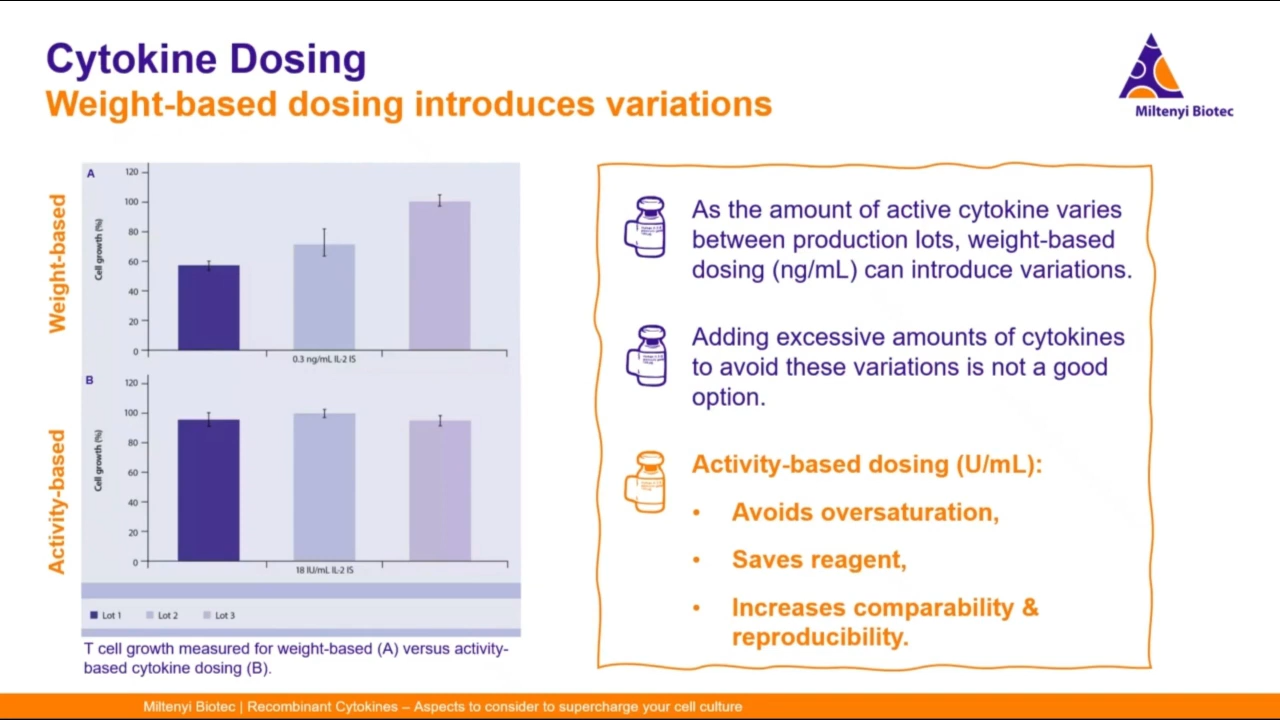 Cytokine Dosing
Weight-based dosing introduces variations
Miltenyi Biotec
Weight-based
A
Cell growth (%)
120
100
80
60
40
20
0
0.3 ng/mL IL-2 IS
Activity-based
B
Cell growth (%)
120
100
80
60
40
20
0
18 IU/mL IL-2 IS
Lot 1
Lot 2
Lot 3
T cell growth measured for weight-based (A) versus activity-
based cytokine dosing (B).
As the amount of active cytokine varies
between production lots, weight-based
dosing (ng/mL) can introduce variations.
Adding excessive amounts of cytokines
to avoid these variations is not a good
option.
Activity-based dosing (U/mL):
• Avoids oversaturation,
• Saves reagent,
• Increases comparability &
reproducibility.
Miltenyi Biotec | Recombinant Cytokines – Aspects to consider to supercharge your cell culture